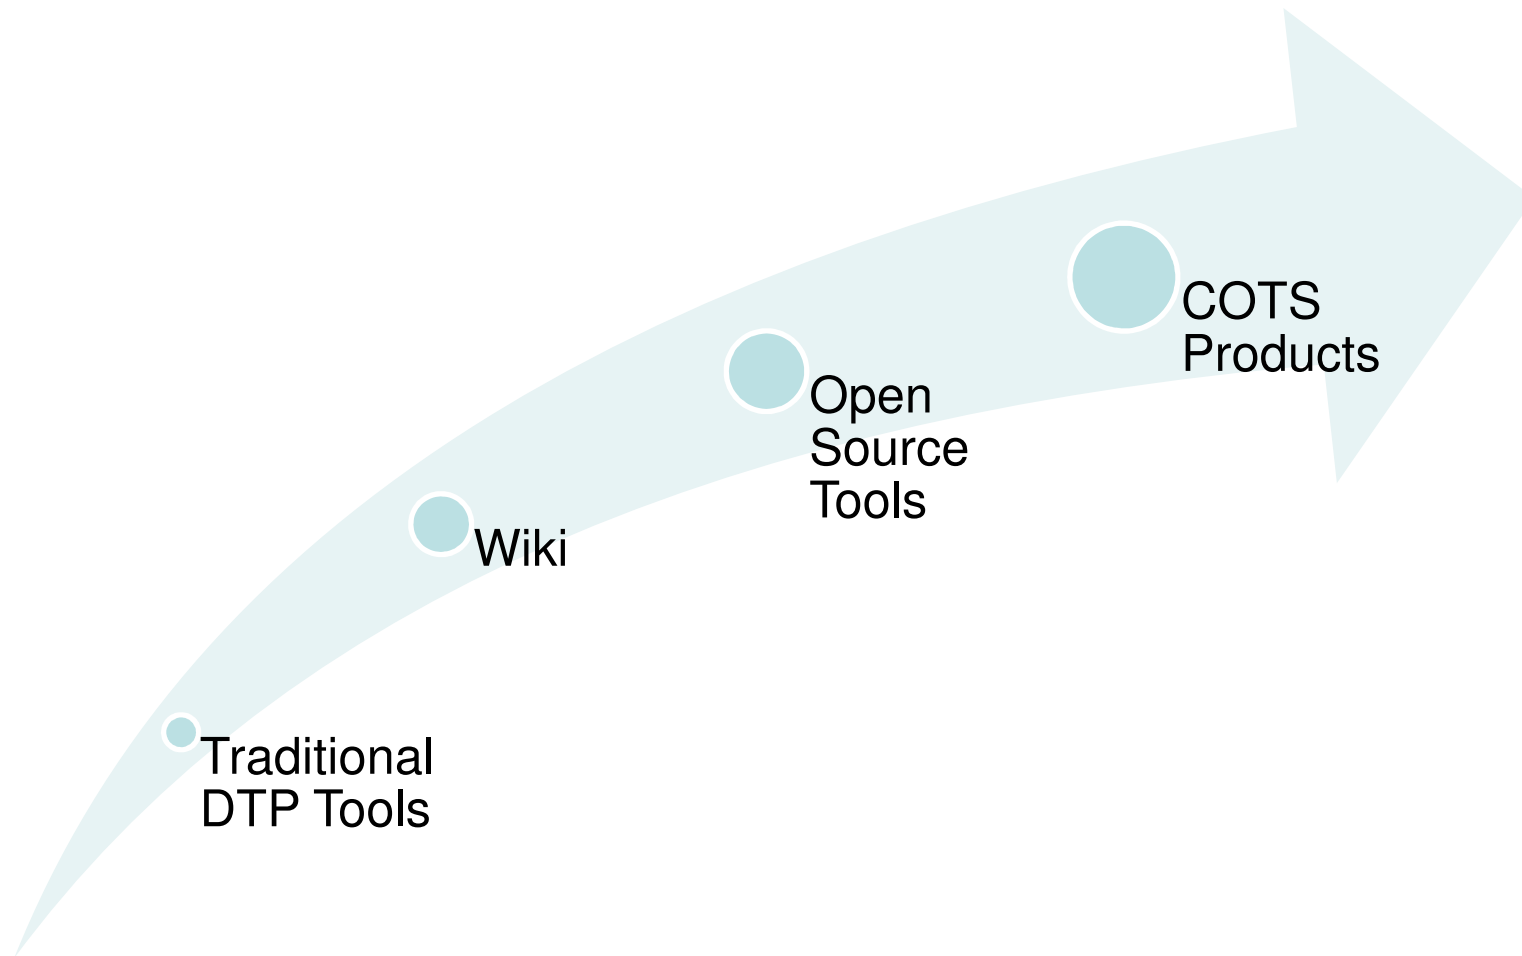 COTS
Products
Open
Source
Tools
Wiki
Traditional
DTP Tools